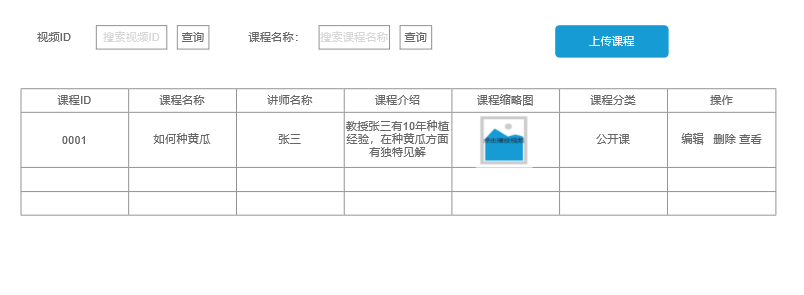 视频ID 搜索视频ID 查询 课程名称: 搜索课程名称 查询 上传课程
课程ID 课程名称 讲师名称 课程介绍 课程缩略图 课程分类 操作
0001 如何种黄瓜 张三 教授张三有10年种植
经验，在种黄瓜方面
有独特见解 公开课 编辑 删除 查看